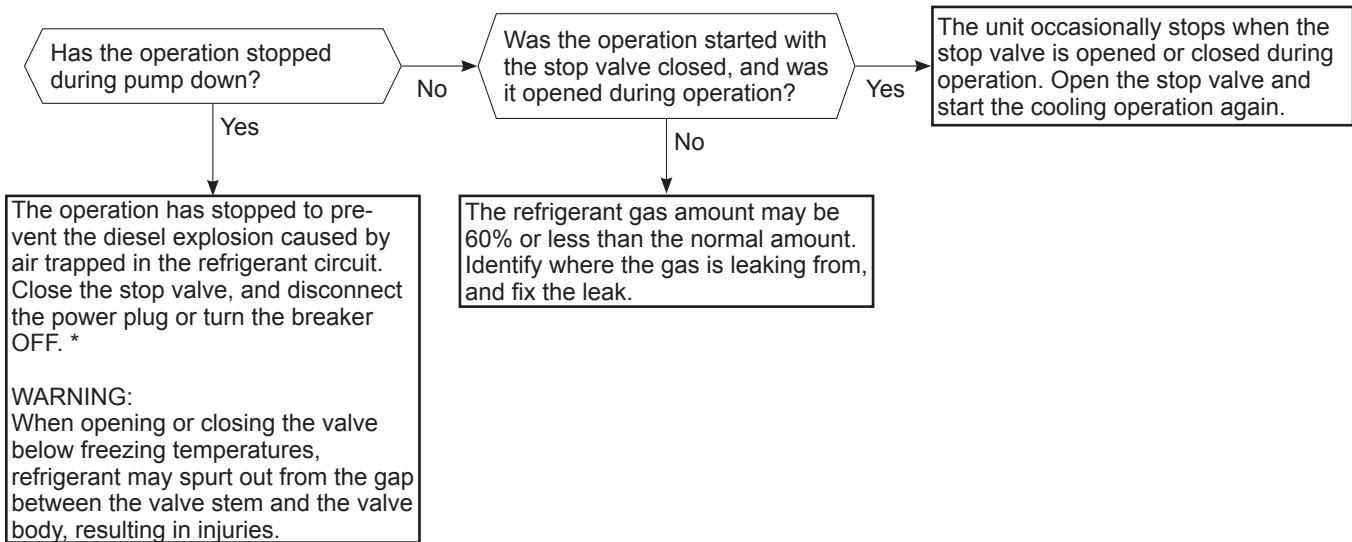 Has the operation stopped
during pump down?
No
Was the operation started with
the stop valve closed, and was
it opened during operation?
Yes
The unit occasionally stops when the
stop valve is opened or closed during
operation. Open the stop valve and
start the cooling operation again.
Yes
No
The operation has stopped to pre-
vent the diesel explosion caused by
air trapped in the refrigerant circuit.
Close the stop valve, and disconnect
the power plug or turn the breaker
OFF. *
WARNING:
When opening or closing the valve
below freezing temperatures,
refrigerant may spurt out from the gap
between the valve stem and the valve
body, resulting in injuries.
The refrigerant gas amount may be
60% or less than the normal amount.
Identify where the gas is leaking from,
and fix the leak.